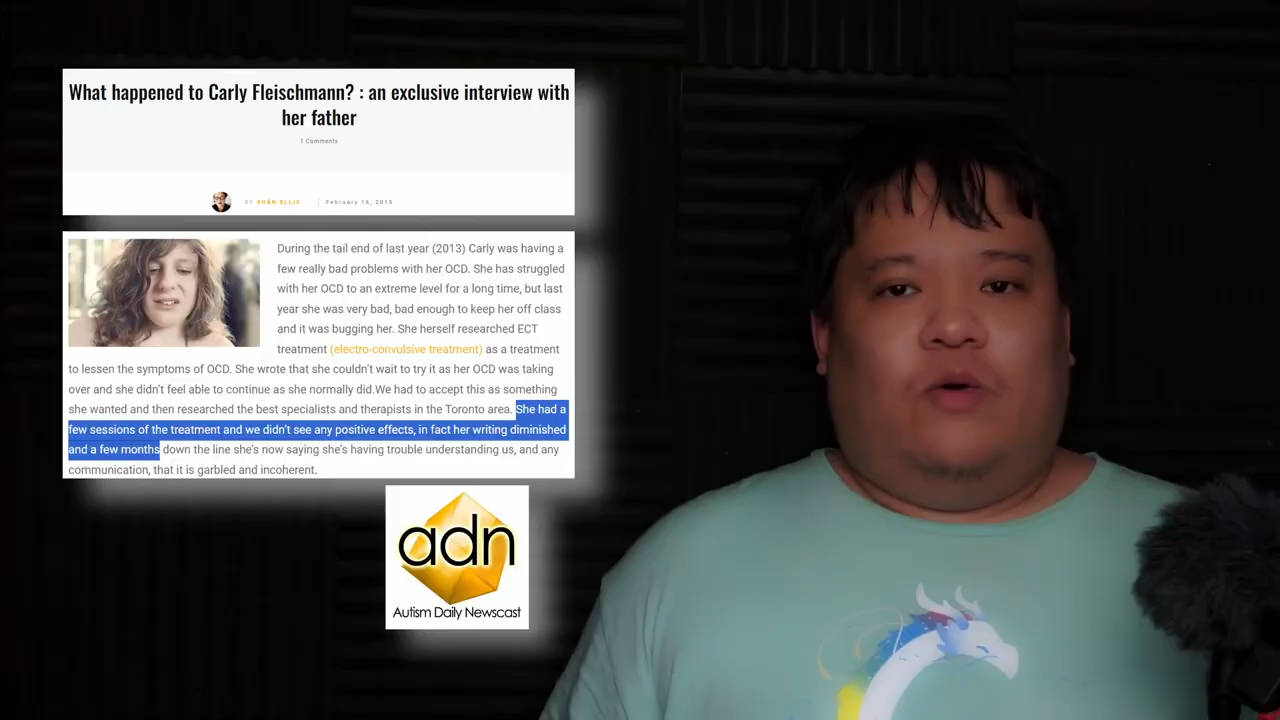 What happened to Carly Fleischmann? : an exclusive interview with
her father
1 Comments
BY SHÂN ELLIS | February 16, 2015
During the tail end of last year (2013) Carly was having a
few really bad problems with her OCD. She has struggled
with her OCD to an extreme level for a long time, but last
year she was very bad, bad enough to keep her off class
and it was bugging her. She herself researched ECT
treatment (electro-convulsive treatment) as a treatment
to lessen the symptoms of OCD. She wrote that she couldn't wait to try it as her OCD was taking
over and she didn't feel able to continue as she normally did.We had to accept this as something
she wanted and then researched the best specialists and therapists in the Toronto area. She had a
few sessions of the treatment and we didn't see any positive effects, in fact her writing diminished
and a few months down the line she's now saying she's having trouble understanding us, and any
communication, that it is garbled and incoherent.
adn
Autism Daily Newscast